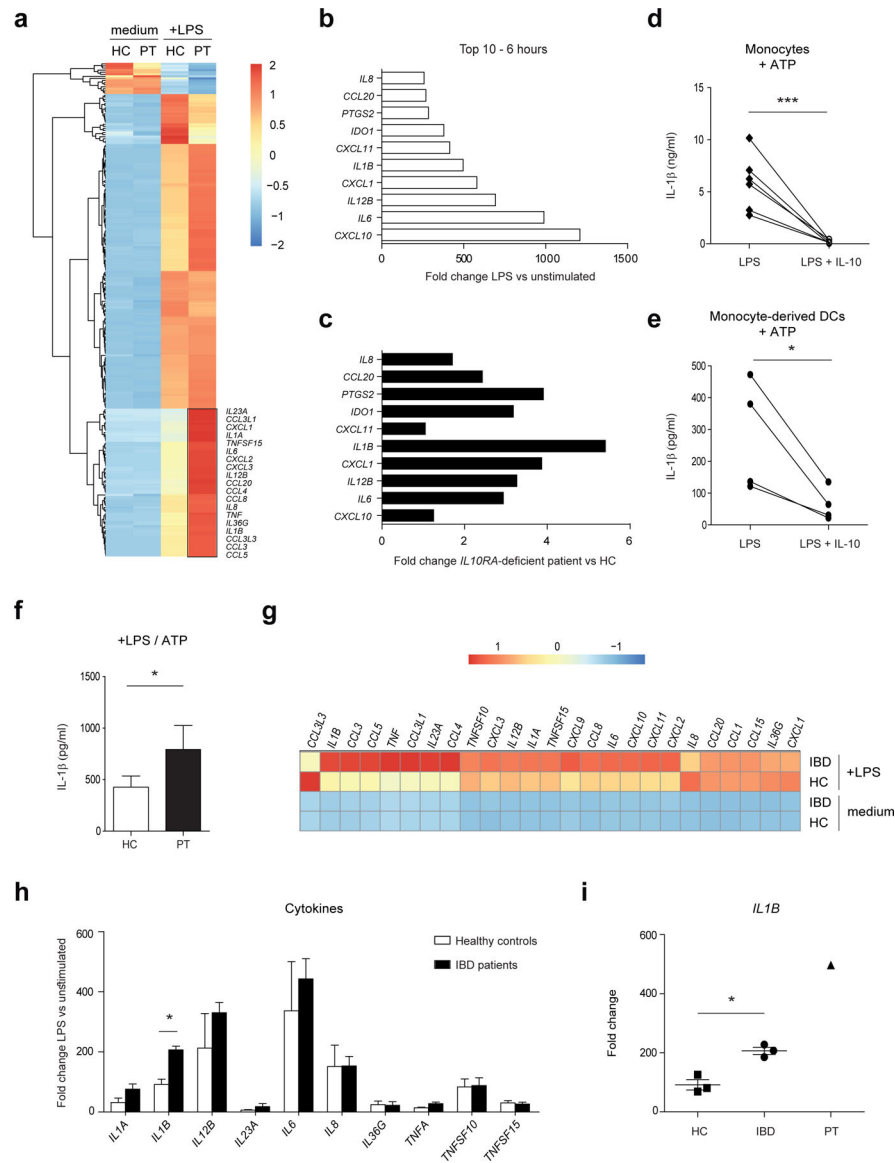 a
medium +LPS
HC PT HC PT
2
1
0.5
0
−0.5
−1
−2
IL23A
CCL3L1
CXCL1
IL1A
TNFSF15
IL6
CXCL2
CXCL3
IL12B
CCL20
CCL4
CCL8
IL8
TNF
IL36G
IL1B
CCL3L3
CCL3
CCL5
b
Top 10 - 6 hours
IL8
CCL20
PTGS2
IDO1
CXCL11
IL1B
CXCL1
IL12B
IL6
CXCL10
0 500 1000 1500
Fold change LPS vs unstimulated
c
IL8
CCL20
PTGS2
IDO1
CXCL11
IL1B
CXCL1
IL12B
IL6
CXCL10
0 2 4 6
Fold change IL10RA-deficient patient vs HC
d
Monocytes
+ ATP
***
15
10
5
0
IL-1β (ng/ml)
LPS LPS + IL-10
e
Monocyte-derived DCs
+ ATP
*
500
400
300
200
100
0
IL-1β (pg/ml)
LPS LPS + IL-10
f
+LPS / ATP
*
1500
1000
500
0
IL-1β (pg/ml)
HC PT
g
1 0 −1
CCL3L3 IL1B CCL3 CCL5 TNF CCL3L1 IL23A CCL4 TNFSF10 CXCL3 IL12B IL1A TNFSF15 CXCL9 CCL8 IL6 CXCL10 CXCL11 CXCL2 IL8 CCL20 CCL1 CCL15 IL36G CXCL1
IBD
HC
+LPS
IBD
HC
medium
h
Cytokines
Healthy controls
IBD patients
*
600
400
200
0
Fold change LPS vs unstimulated
IL1A IL1B IL12B IL23A IL6 IL8 IL36G TNFA TNFSF10 TNFSF15
i
IL1B
*
600
400
200
0
Fold change
HC IBD PT